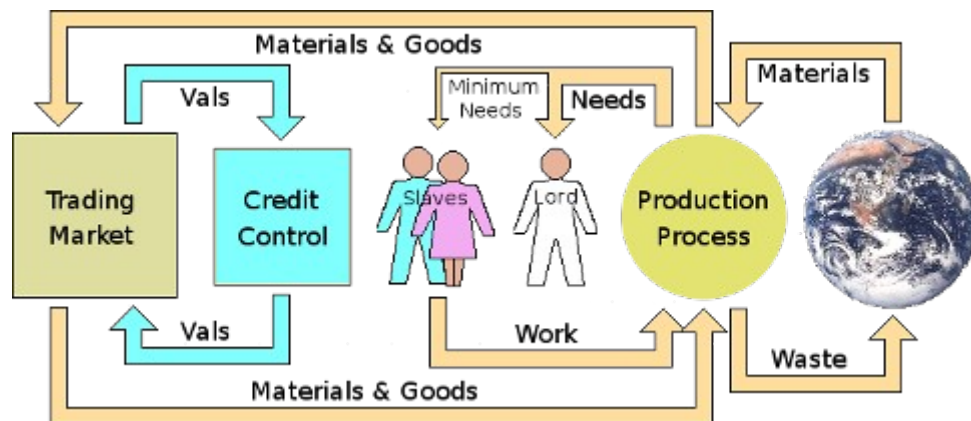 Materials & Goods
Vals
Minimum
Needs
Needs
Materials
Trading
Market
Credit
Control
Slaves
Lord
Production
Process
Vals
Work
Waste
Materials & Goods